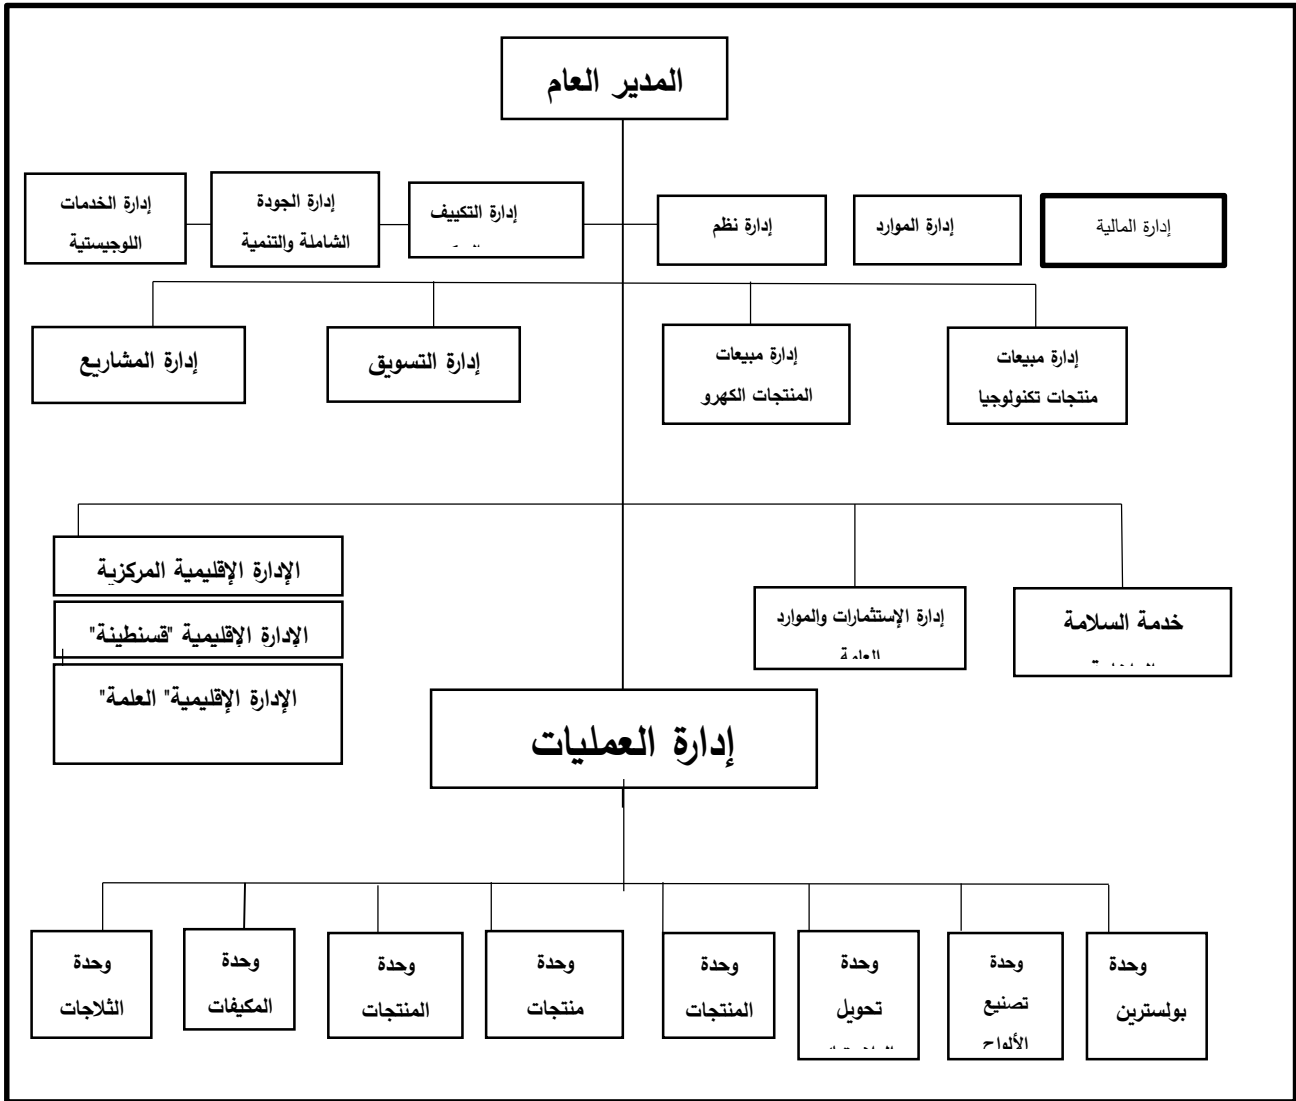 المدير العام
إدارة المالية
إدارة الموارد
إدارة نظم
إدارة التكييف
إدارة الجودة
الشاملة والتنمية
إدارة الخدمات
اللوجيستية
إدارة مبيعات
منتجات تكنولوجيا
إدارة مبيعات
المنتجات الكهرو
إدارة التسويق
إدارة المشاريع
خدمة السلامة
إدارة الإستثمارات والموارد
العامة
الإدارة الإقليمية المركزية
الإدارة الإقليمية "قسنطينة"
الإدارة الإقليمية" العلمة"
إدارة العمليات
وحدة
بولسترين
وحدة
تصنيع
الألواح
وحدة
تحويل
وحدة
المنتجات
وحدة
منتجات
وحدة
المنتجات
وحدة
المكيفات
وحدة
الثلاجات